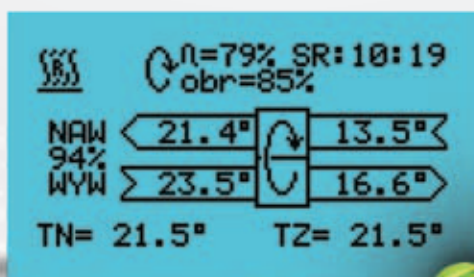 η=79% SR:10:19
obr=85%
NAW 21.4° 13.5°
94%
WYW 23.5° 16.6°
TN= 21.5° TZ= 21.5°